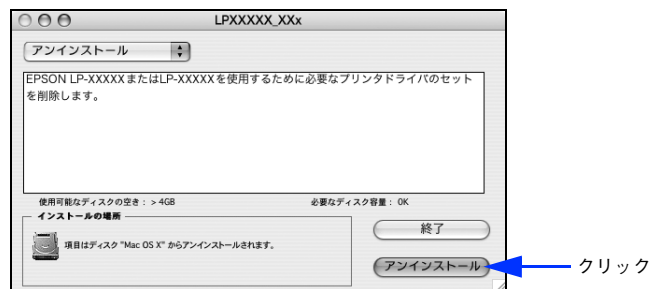 LPXXXXX_XXx
アンインストール
EPSON LP-XXXXXまたはLP-XXXXXを使用するために必要なプリンタドライバのセット
を削除します。
使用可能なディスクの空き： > 4GB 必要なディスク容量： 0K
インストールの場所
項目はディスク "Mac OS X" からアンインストールされます。
終了
アンインストール
クリック